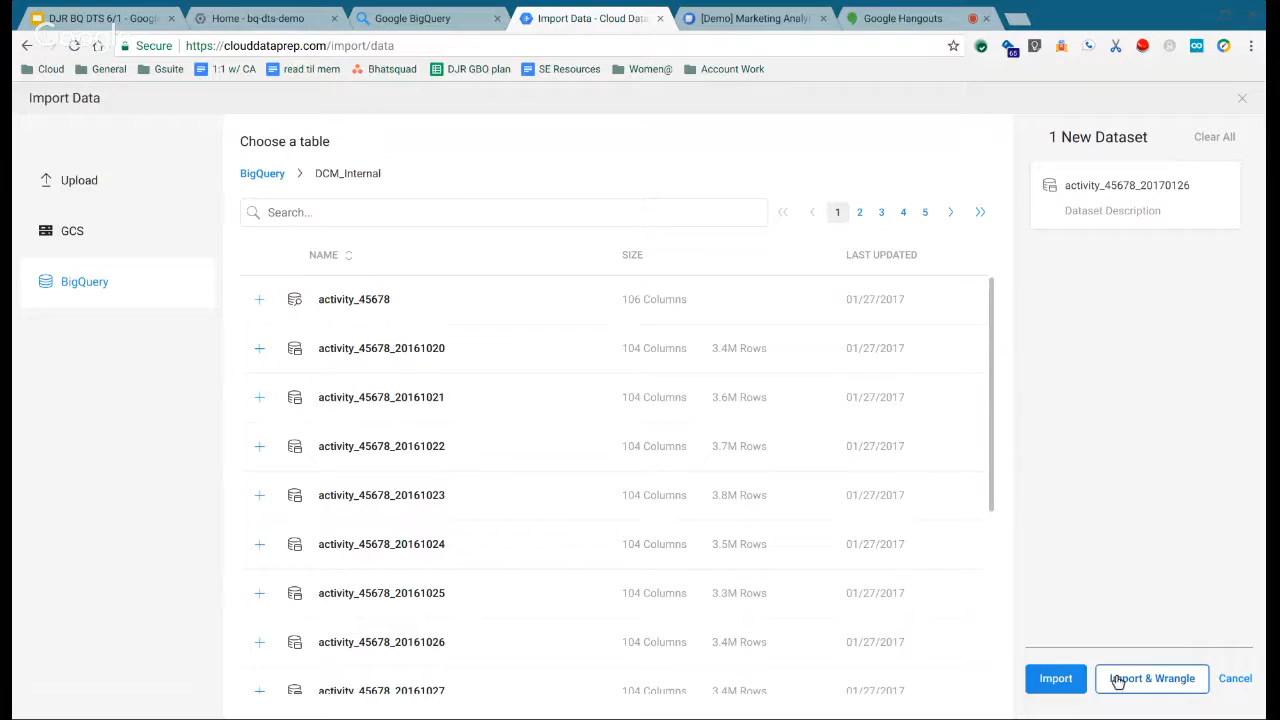 DJR BQ DTS 6/1 - Goog
Home - bq-dts-demo
Google BigQuery
Import Data - Cloud Data
[Demo] Marketing Analy
Google Hangouts
Google
Secure
https://clouddataprep.com/import/data
65
Cloud
General
Gsuite
1:1 w/ CA
read til mem
Bhatsquad
DJR GBO plan
SE Resources
Women@
Account Work
Import Data
Upload
GCS
BigQuery
Choose a table
BigQuery > DCM_Internal
Search...
1 2 3 4 5
NAME SIZE LAST UPDATED
activity_45678 106 Columns 01/27/2017
activity_45678_20161020 104 Columns 3.4M Rows 01/27/2017
activity_45678_20161021 104 Columns 3.6M Rows 01/27/2017
activity_45678_20161022 104 Columns 3.7M Rows 01/27/2017
activity_45678_20161023 104 Columns 3.8M Rows 01/27/2017
activity_45678_20161024 104 Columns 3.5M Rows 01/27/2017
activity_45678_20161025 104 Columns 3.3M Rows 01/27/2017
activity_45678_20161026 104 Columns 3.4M Rows 01/27/2017
activity_45678_20161027 104 Columns 3.4M Rows 01/27/2017
1 New Dataset
Clear All
activity_45678_20170126
Dataset Description
Import
Import & Wrangle
Cancel